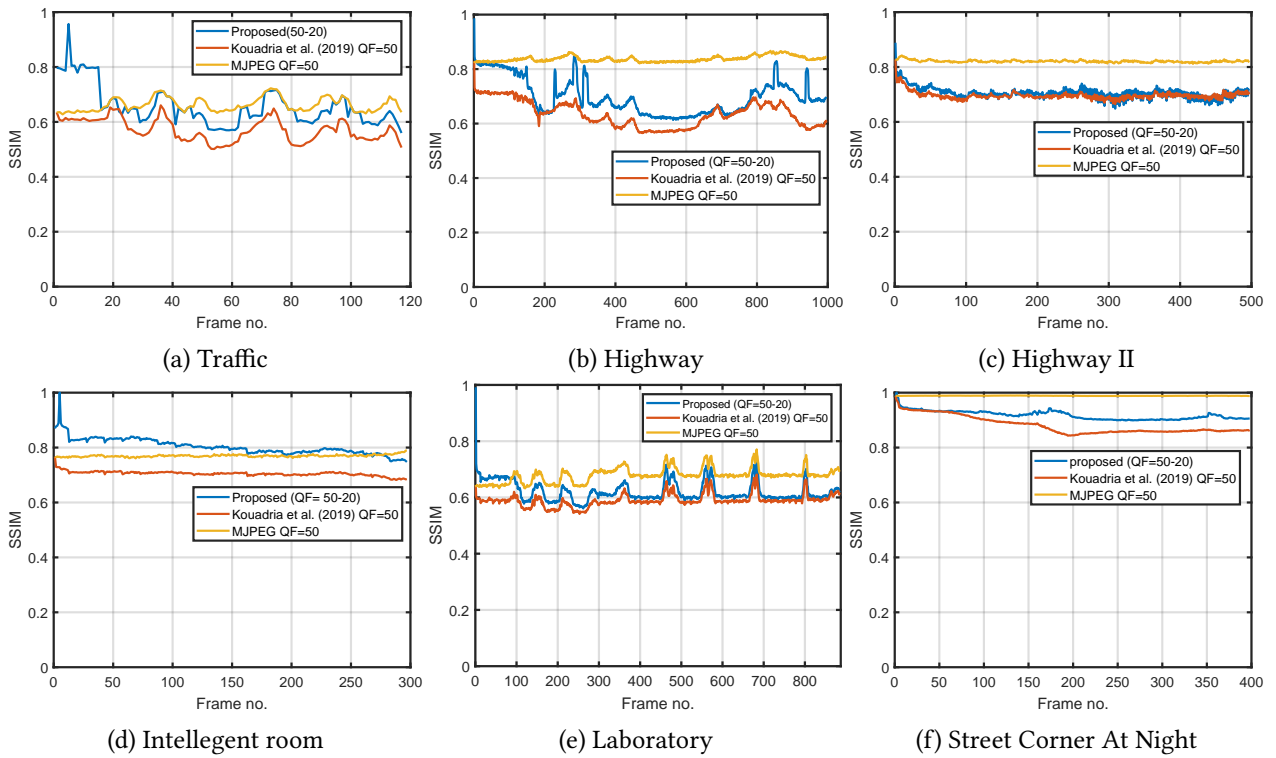 1
0.8
0.6
0.4
0.2
0
SSIM
Proposed(50-20)
Kouadria et al. (2019) QF=50
MJPEG QF=50
0 20 40 60 80 100 120
Frame no.
(a) Traffic
1
0.8
0.6
0.4
0.2
0
SSIM
Proposed (QF=50-20)
Kouadria et al. (2019) QF=50
MJPEG QF=50
0 200 400 600 800 1000
Frame no.
(b) Highway
1
0.8
0.6
0.4
0.2
0
SSIM
Proposed (QF=50-20)
Kouadria et al. (2019) QF=50
MJPEG QF=50
0 100 200 300 400 500
Frame no.
(c) Highway II
1
0.8
0.6
0.4
0.2
0
SSIM
Proposed (QF= 50-20)
Kouadria et al. (2019) QF=50
MJPEG QF=50
0 50 100 150 200 250 300
Frame no.
(d) Intellegent room
1
0.8
0.6
0.4
0.2
0
SSIM
Proposed (QF=50-20)
Kouadria et al. (2019) QF=50
MJPEG QF=50
0 100 200 300 400 500 600 700 800
Frame no.
(e) Laboratory
1
0.8
0.6
0.4
0.2
0
SSIM
proposed (QF=50-20)
Kouadria et al. (2019) QF=50
MJPEG QF=50
0 50 100 150 200 250 300 350 400
Frame no.
(f) Street Corner At Night